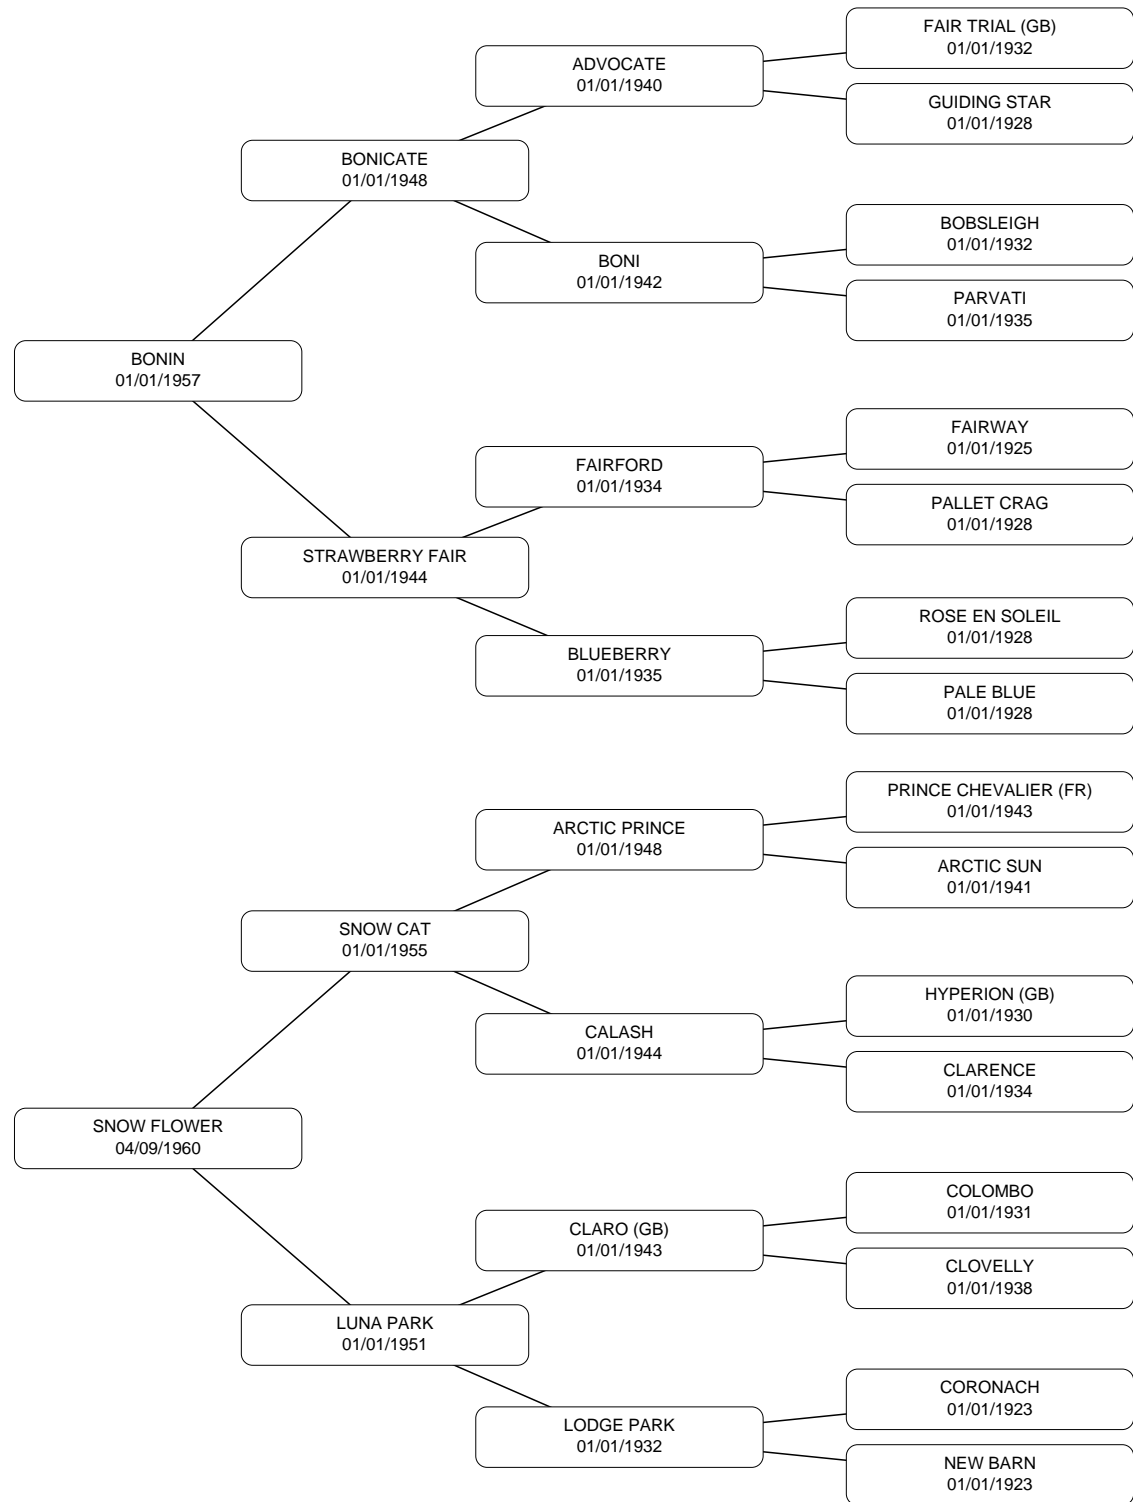 FAIR TRIAL (GB)
01/01/1932
ADVOCATE
01/01/1940
GUIDING STAR
01/01/1928
BONICATE
01/01/1948
BOBSLEIGH
01/01/1932
BONI
01/01/1942
PARVATI
01/01/1935
BONIN
01/01/1957
FAIRWAY
01/01/1925
FAIRFORD
01/01/1934
PALLET CRAG
01/01/1928
STRAWBERRY FAIR
01/01/1944
ROSE EN SOLEIL
01/01/1928
BLUEBERRY
01/01/1935
PALE BLUE
01/01/1928
PRINCE CHEVALIER (FR)
01/01/1943
ARCTIC PRINCE
01/01/1948
ARCTIC SUN
01/01/1941
SNOW CAT
01/01/1955
HYPERION (GB)
01/01/1930
CALASH
01/01/1944
CLARENCE
01/01/1934
SNOW FLOWER
04/09/1960
COLOMBO
01/01/1931
CLARO (GB)
01/01/1943
CLOVELLY
01/01/1938
LUNA PARK
01/01/1951
CORONACH
01/01/1923
LODGE PARK
01/01/1932
NEW BARN
01/01/1923